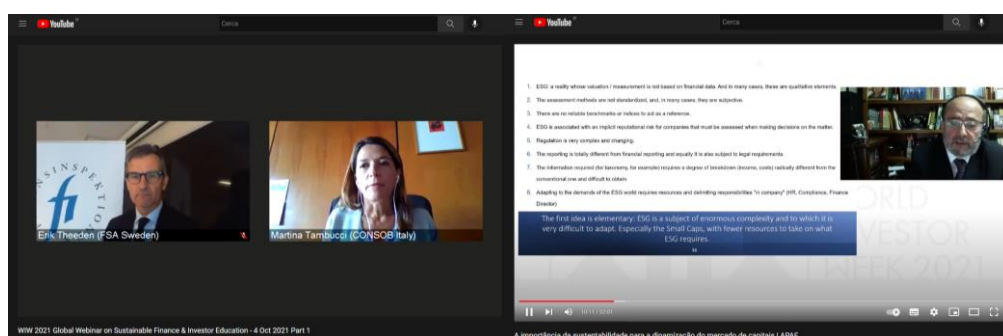 YouTube IT
Cerca
NSINSPEKTION
fi
Erik Theedén (FSA Sweden)
Martina Tambucci (CONSOB Italy)
WIW 2021 Global Webinar on Sustainable Finance & Investor Education - 4 Oct 2021 Part 1
YouTube
Cerca
1. ESG: a reality whose valuation / measurement is not based on financial data. And in many cases, these are qualitative elements.
2. The assessment methods are not standardized, and, in many cases, they are subjective.
3. There are no reliable benchmarks or indices to act as a reference.
4. ESG is associated with an implicit reputational risk for companies that must be assessed when making decisions on the matter.
5. Regulation is very complex and changing.
6. The reporting is totally different from financial reporting and equally it is also subject to legal requirements.
7. The information required (for taxonomy, for example) requires a degree of breakdown (income, costs) radically different from the
conventional one and difficult to obtain.
8. Adapting to the demands of the ESG world requires resources and delimiting responsibilities "in company" (HR, Compliance, Finance
Director)
The first idea is elementary: ESG is a subject of enormous complexity and to which it is
very difficult to adapt. Especially the Small Caps, with fewer resources to take on what
ESG requires.
WORLD
INVESTOR
WEEK 2021
10:15 / 32:01
A importância da sustentabilidade para a dinamização do mercado de capitais | APAF